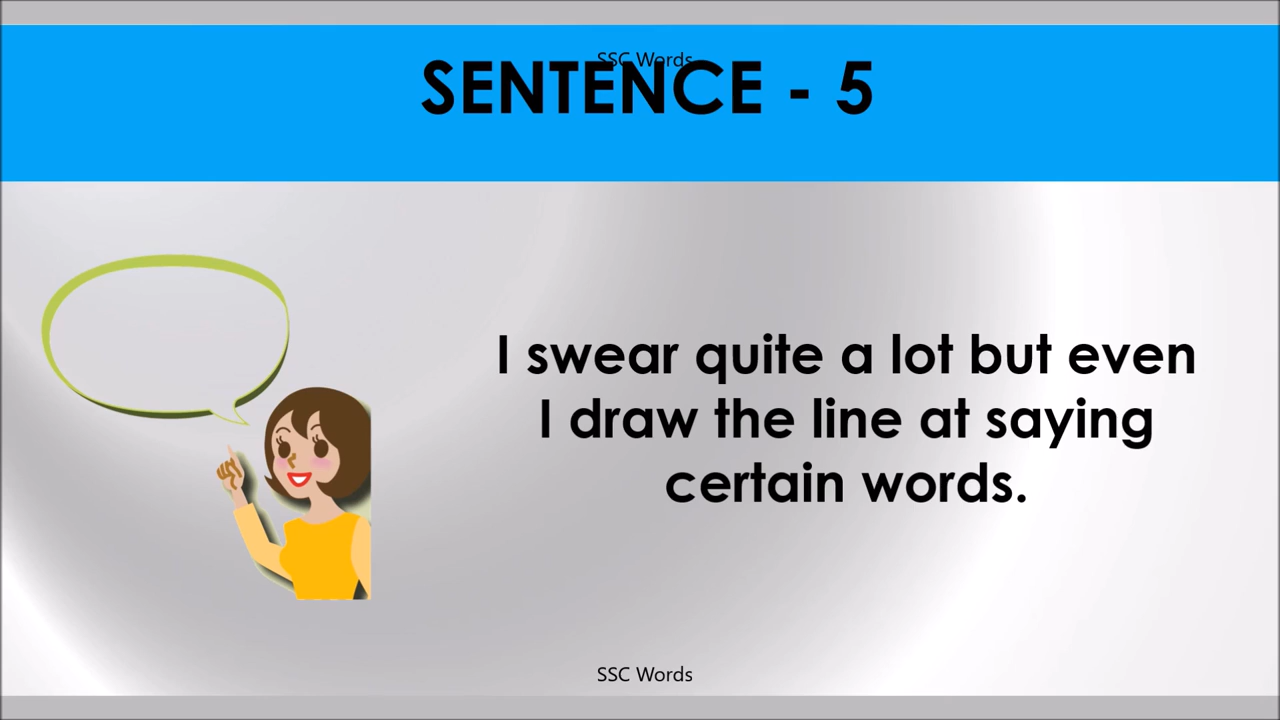 SSC Words
SENTENCE - 5
I swear quite a lot but even
I draw the line at saying
certain words.
SSC Words